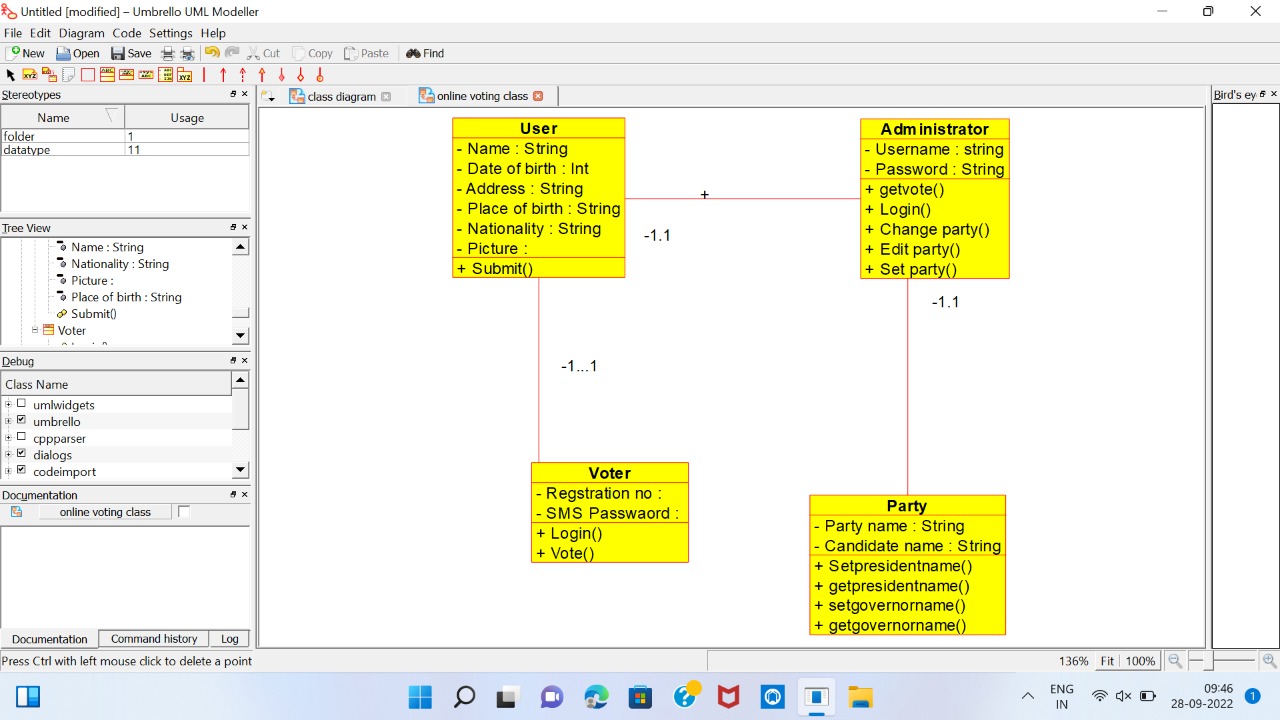 Untitled [modified] – Umbrello UML Modeller
File Edit Diagram Code Settings Help
New Open Save Cut Copy Paste Find
Stereotypes
Name Usage
folder 1
datatype 11
Tree View
Name : String
Nationality : String
Picture :
Place of birth : String
Submit()
Voter
Debug
Class Name
umlwidgets
umbrello
cppparser
dialogs
codeimport
Documentation
online voting class
Documentation Command history Log
class diagram online voting class
User
- Name : String
- Date of birth : Int
- Address : String
- Place of birth : String
- Nationality : String
- Picture :
+ Submit()
+
-1.1
Administrator
- Username : string
- Password : String
+ getvote()
+ Login()
+ Change party()
+ Edit party()
+ Set party()
-1.1
-1...1
Voter
- Regstration no :
- SMS Passwaord :
+ Login()
+ Vote()
Party
- Party name : String
- Candidate name : String
+ Setpresidentname()
+ getpresidentname()
+ setgovernorname()
+ getgovernorname()
Bird's ey
Press Ctrl with left mouse click to delete a point
136% Fit 100%
ENG
IN
09:46
28-09-2022
1